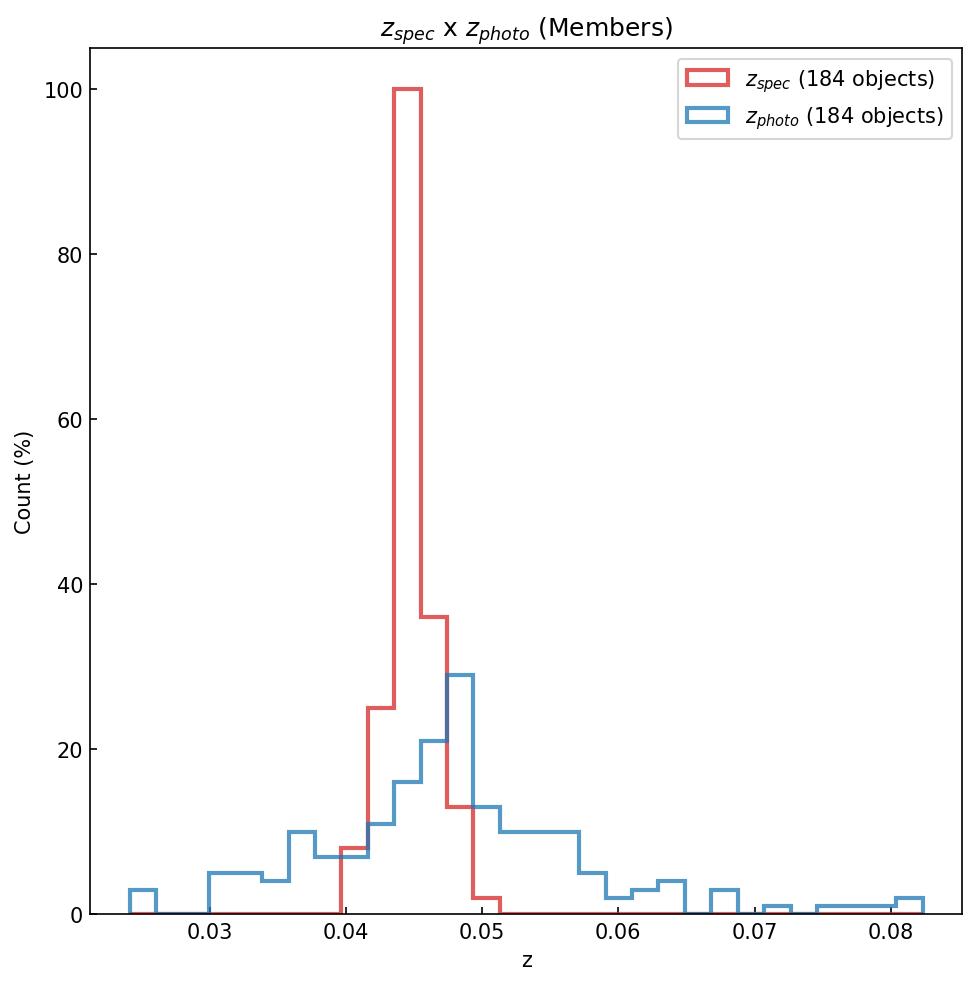 z_spec x z_photo (Members)
z_spec (184 objects)
z_photo (184 objects)
Count (%)
100
80
60
40
20
0
0.03 0.04 0.05 0.06 0.07 0.08
z